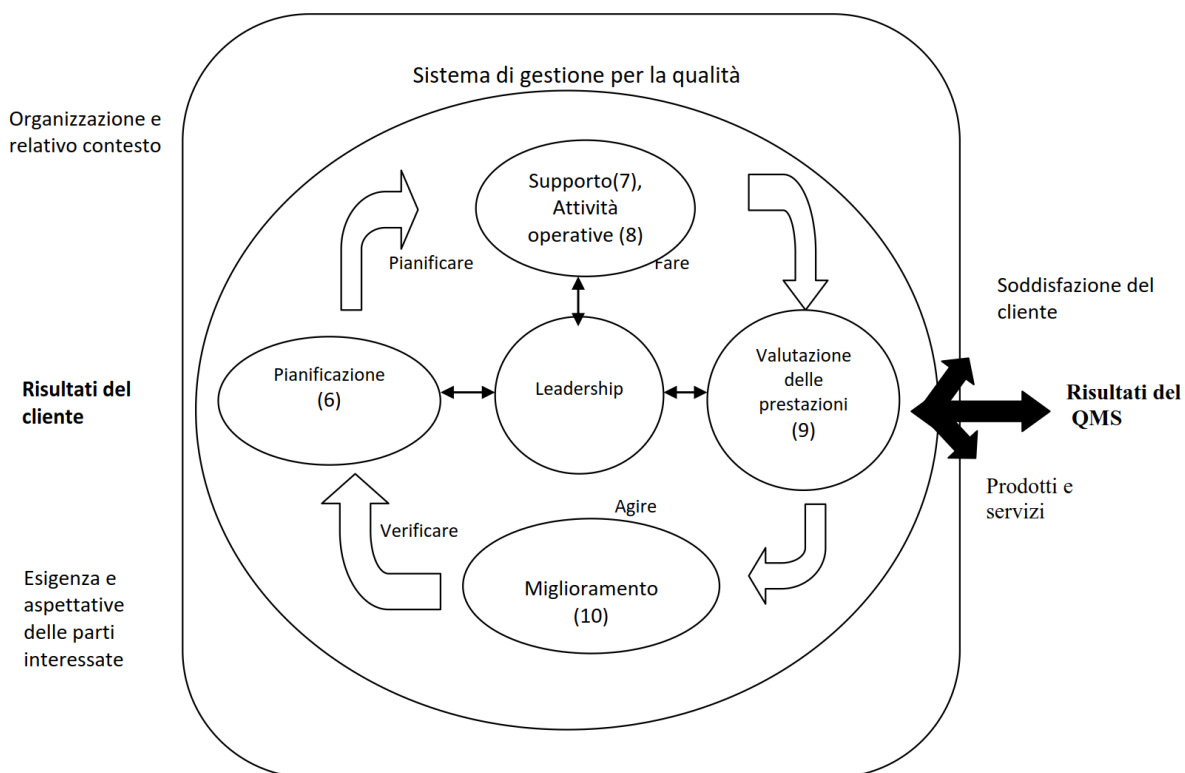 Sistema di gestione per la qualità
Organizzazione e
relativo contesto
Supporto(7),
Attività
operative (8)
Pianificare
Fare
Soddisfazione del
cliente
Risultati del
cliente
Pianificazione
(6)
Leadership
Valutazione
delle
prestazioni
(9)
Risultati del
QMS
Prodotti e
servizi
Agire
Verificare
Miglioramento
(10)
Esigenza e
aspettative
delle parti
interessate